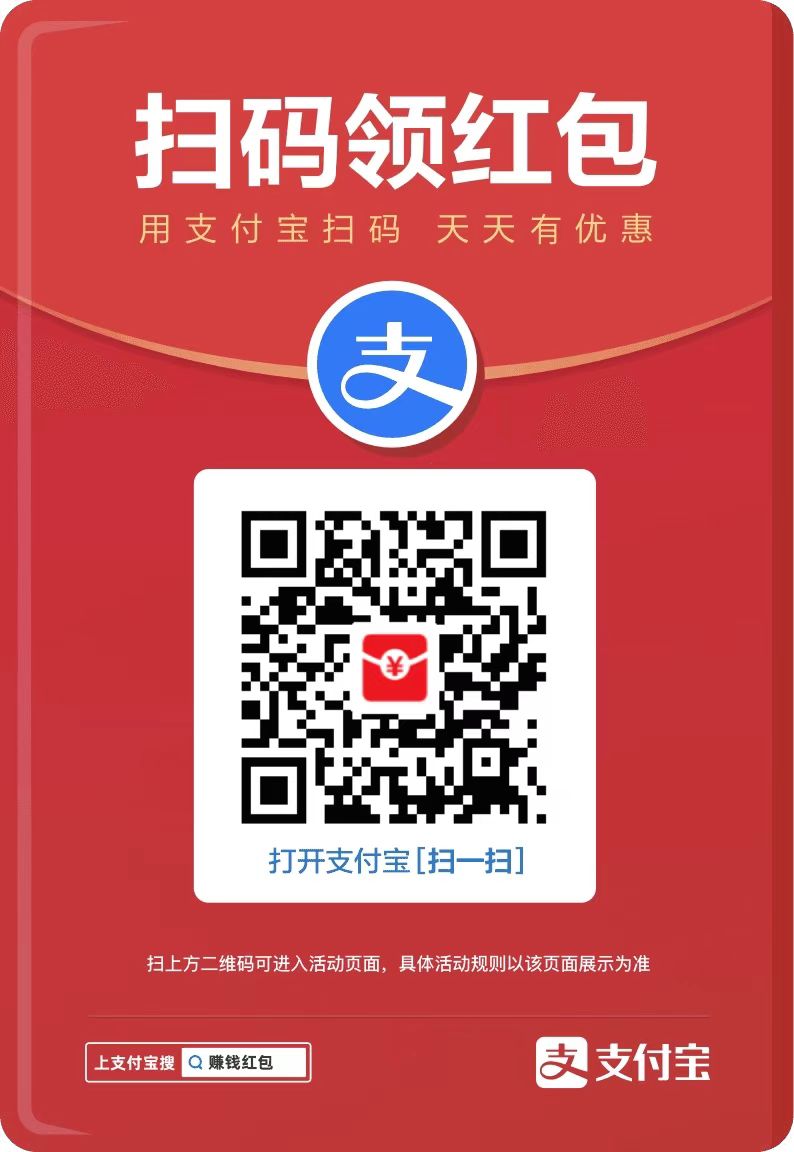 扫码领红包
用支付宝扫码 天天有优惠
支
¥
打开支付宝[扫一扫]
扫上方二维码可进入活动页面，具体活动规则以该页面展示为准
上支付宝搜 赚钱红包
支 支付宝